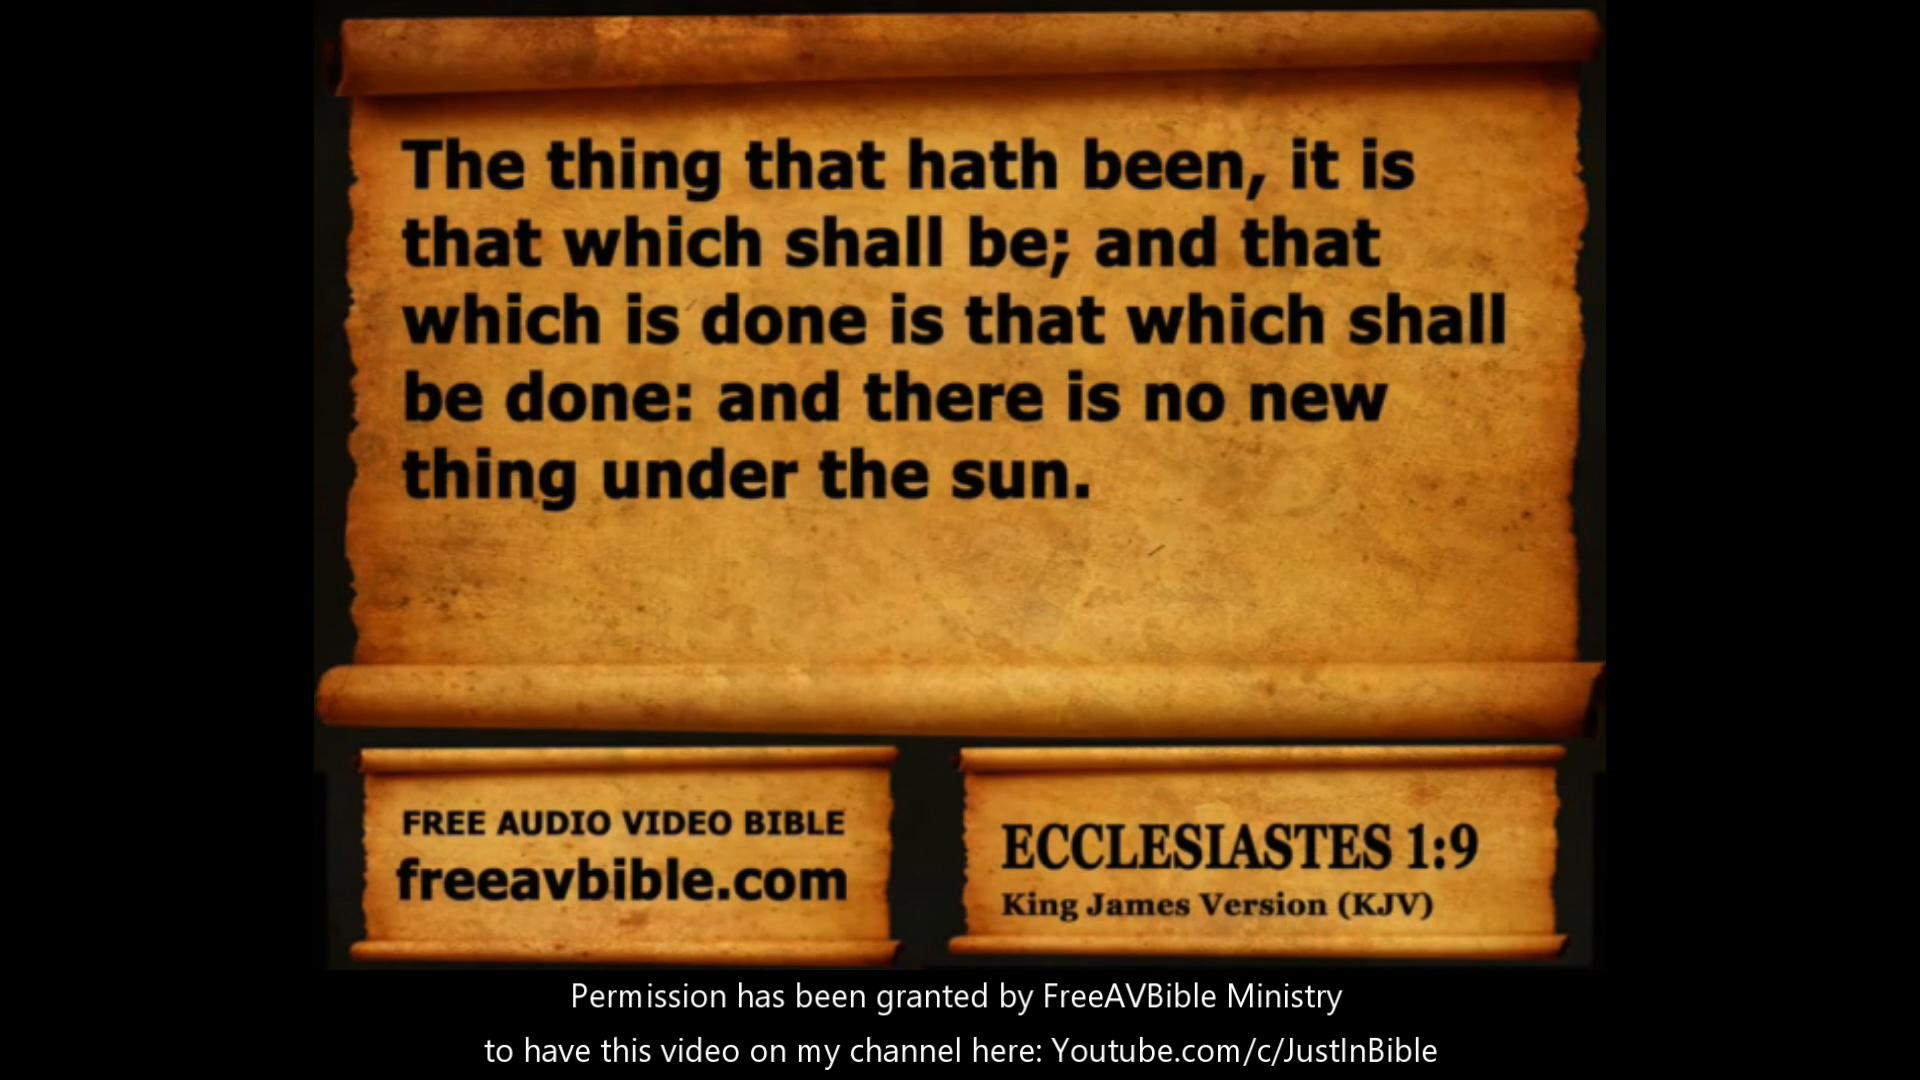 The thing that hath been, it is
that which shall be; and that
which is done is that which shall
be done: and there is no new
thing under the sun.
FREE AUDIO VIDEO BIBLE
freeavbible.com
ECCLESIASTES 1:9
King James Version (KJV)
Permission has been granted by FreeAVBible Ministry
to have this video on my channel here: Youtube.com/c/JustInBible